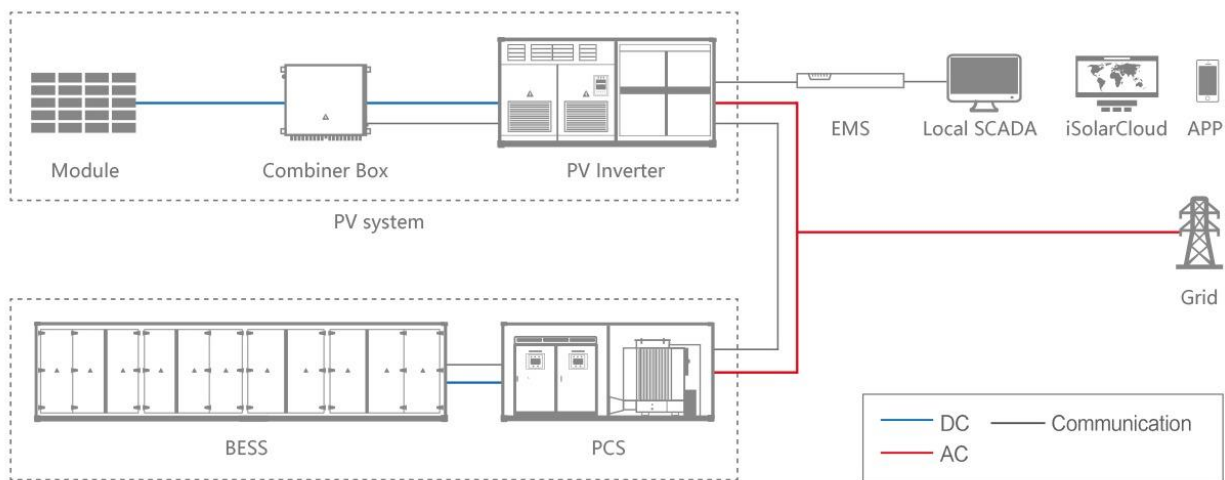 Module
Combiner Box
PV Inverter
EMS
Local SCADA
iSolarCloud
APP
PV system
Grid
BESS
PCS
DC
Communication
AC